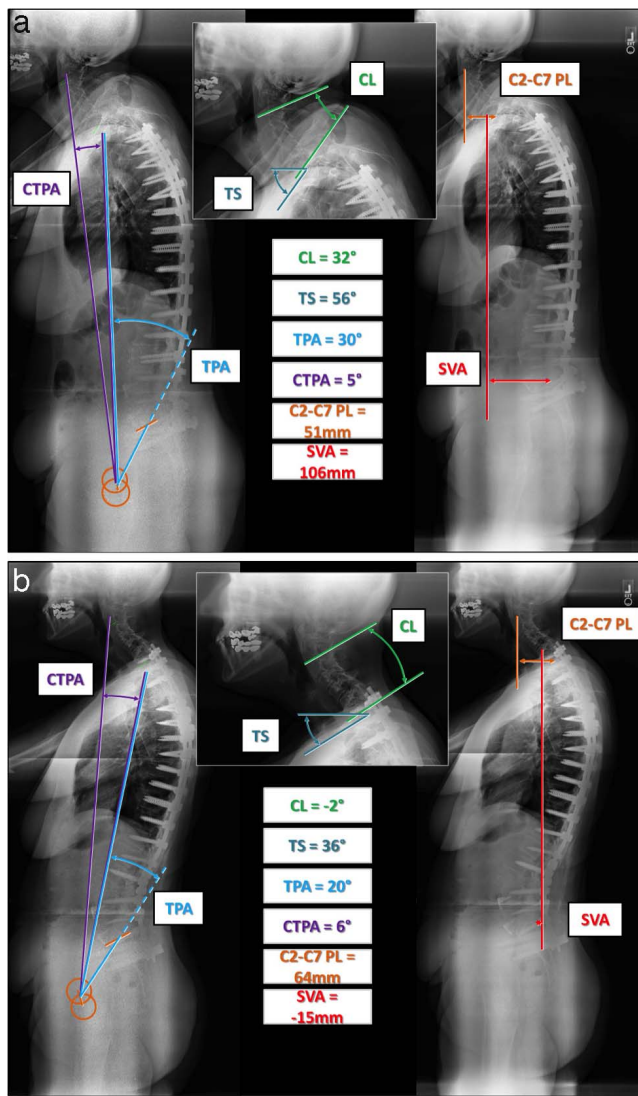 a
CL
C2-C7 PL
CTPA
TS
CL = 32°
TS = 56°
TPA = 30°
TPA
CTPA = 5°
SVA
C2-C7 PL =
51mm
SVA =
106mm
b
CL
C2-C7 PL
CTPA
TS
CL = -2°
TS = 36°
TPA = 20°
TPA
CTPA = 6°
SVA
C2-C7 PL =
64mm
SVA =
-15mm